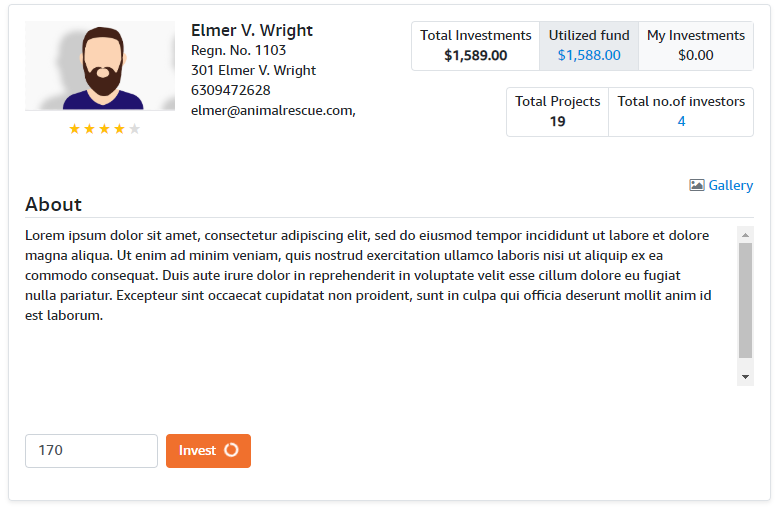 Elmer V. Wright
Regn. No. 1103
301 Elmer V. Wright
6309472628
elmer@animalrescue.com,
Total Investments
$1,589.00
Utilized fund
$1,588.00
My Investments
$0.00
Total Projects
19
Total no.of investors
4
Gallery
About
Lorem ipsum dolor sit amet, consectetur adipiscing elit, sed do eiusmod tempor incididunt ut labore et dolore
magna aliqua. Ut enim ad minim veniam, quis nostrud exercitation ullamco laboris nisi ut aliquip ex ea
commodo consequat. Duis aute irure dolor in reprehenderit in voluptate velit esse cillum dolore eu fugiat
nulla pariatur. Excepteur sint occaecat cupidatat non proident, sunt in culpa qui officia deserunt mollit anim id
est laborum.
170
Invest